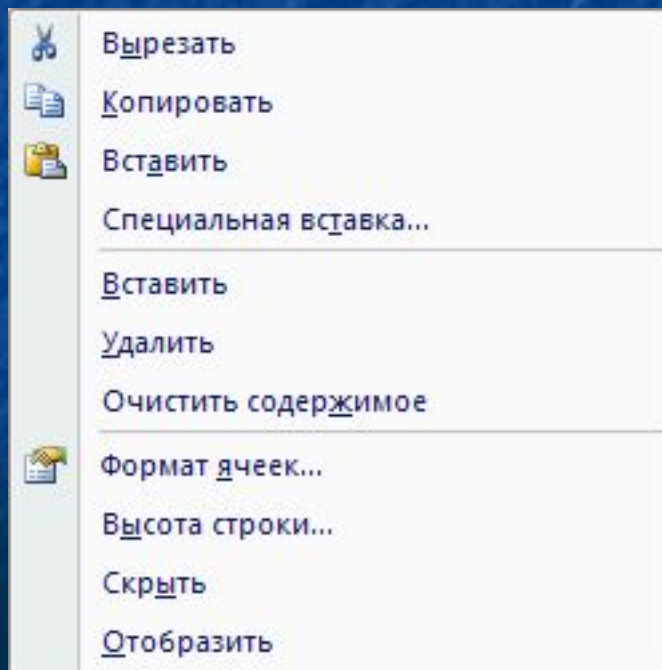 Вырезать
Копировать
Вставить
Специальная вставка...
Вставить
Удалить
Очистить содержимое
Формат ячеек...
Высота строки...
Скрыть
Отобразить